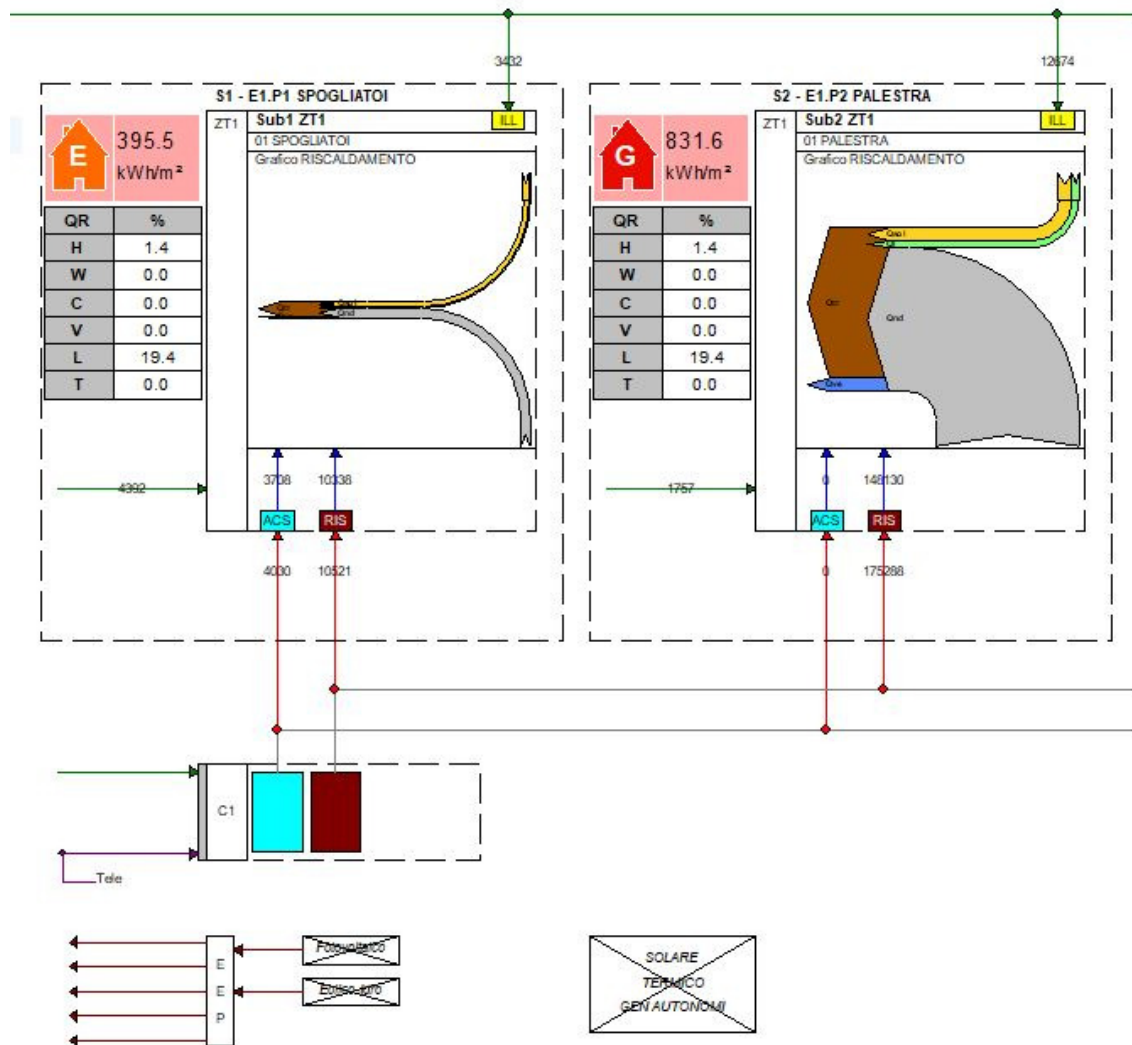 3432
12674
S1 - E1.P1 SPOGLIATOI
S2 - E1.P2 PALESTRA
E
395.5
kWh/m²
QR %
H 1.4
W 0.0
C 0.0
V 0.0
L 19.4
T 0.0
ZT1
Sub1 ZT1
ILL
01 SPOGLIATOI
Grafico RISCALDAMENTO
Qnd
4392
3708
10338
ACS
RIS
4030
10521
G
831.6
kWh/m²
QR %
H 1.4
W 0.0
C 0.0
V 0.0
L 19.4
T 0.0
ZT1
Sub2 ZT1
ILL
01 PALESTRA
Grafico RISCALDAMENTO
Qnd
Qve
1757
0
148130
ACS
RIS
0
175288
C1
Tele
E
E
P
Fotovoltaico
SOLARE
TERMICO
GEN AUTONOMI